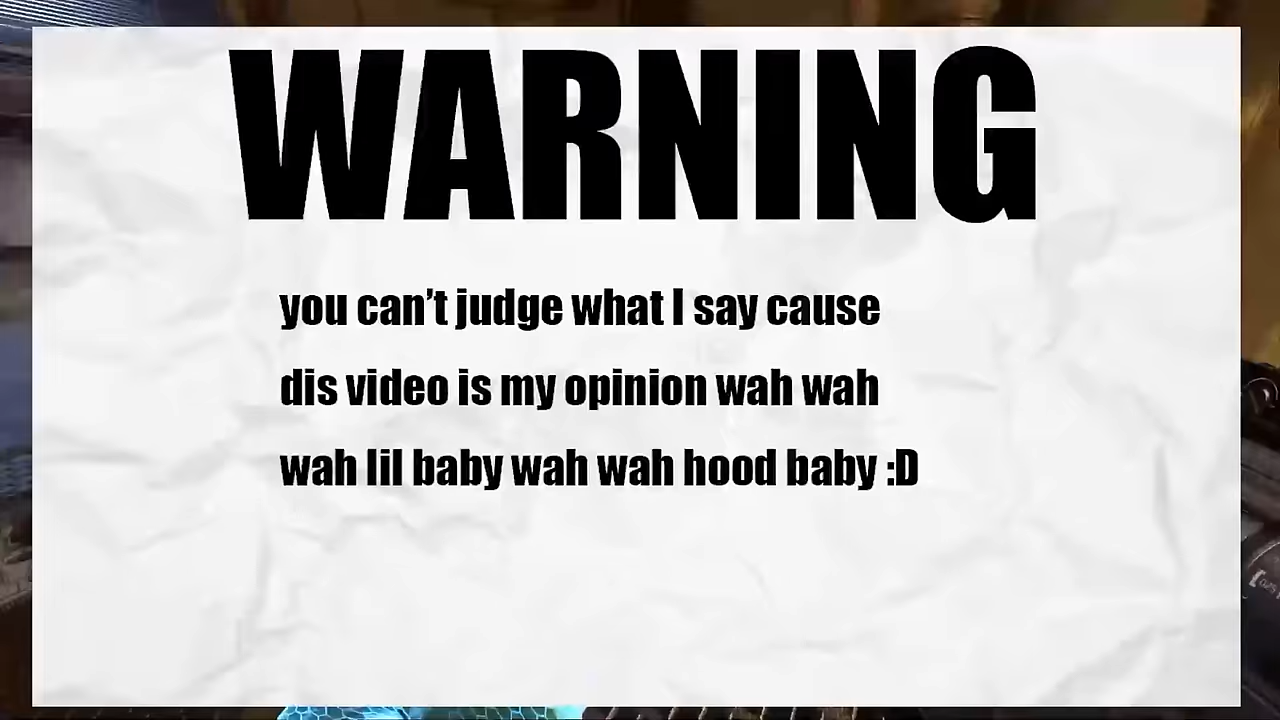 WARNING
you can’t judge what I say cause
dis video is my opinion wah wah
wah lil baby wah wah hood baby :D